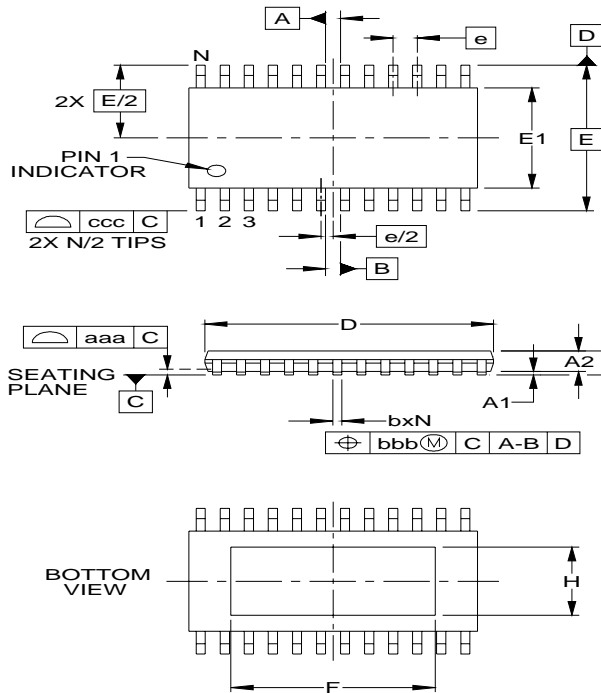 A
e
D
N
2X E/2
E1
E
PIN 1
INDICATOR
ccc C
1 2 3
2X N/2 TIPS
e/2
B
D
aaa C
SEATING
PLANE
C
A2
A1
bxN
bbb Ⓜ C A-B D
BOTTOM
VIEW
H
F